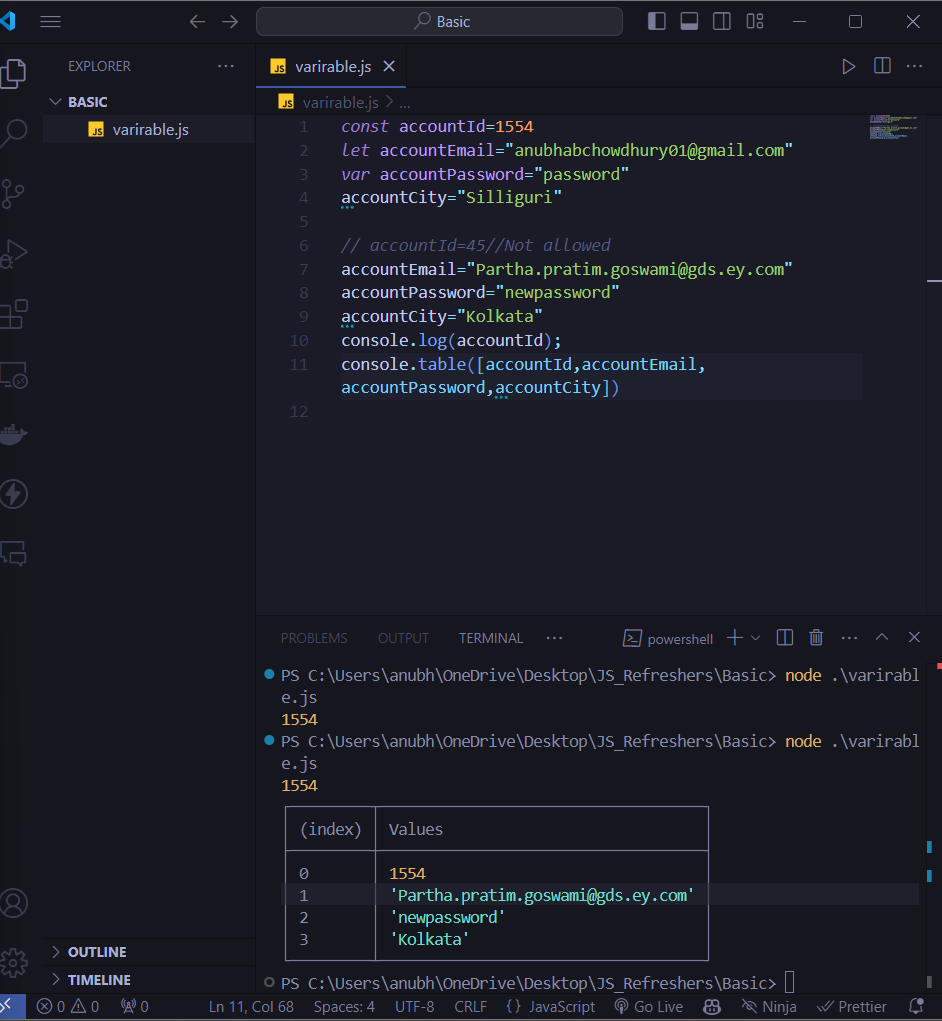 Basic
EXPLORER
BASIC
JS varirable.js
JS varirable.js
JS varirable.js > ...
1 const accountId=1554
2 let accountEmail="anubhabchowdhury01@gmail.com"
3 var accountPassword="password"
4 accountCity="Silliguri"
5
6 // accountId=45//Not allowed
7 accountEmail="Partha.pratim.goswami@gds.ey.com"
8 accountPassword="newpassword"
9 accountCity="Kolkata"
10 console.log(accountId);
11 console.table([accountId,accountEmail,
accountPassword,accountCity])
12
PROBLEMS OUTPUT TERMINAL ... powershell
PS C:\Users\anubh\OneDrive\Desktop\JS_Refreshers\Basic> node .\varirabl
e.js
1554
PS C:\Users\anubh\OneDrive\Desktop\JS_Refreshers\Basic> node .\varirabl
e.js
1554
(index) Values
0 1554
1 'Partha.pratim.goswami@gds.ey.com'
2 'newpassword'
3 'Kolkata'
PS C:\Users\anubh\OneDrive\Desktop\JS_Refreshers\Basic>
OUTLINE
TIMELINE
0 0 0 Ln 11, Col 68 Spaces: 4 UTF-8 CRLF {} JavaScript Go Live Ninja Prettier